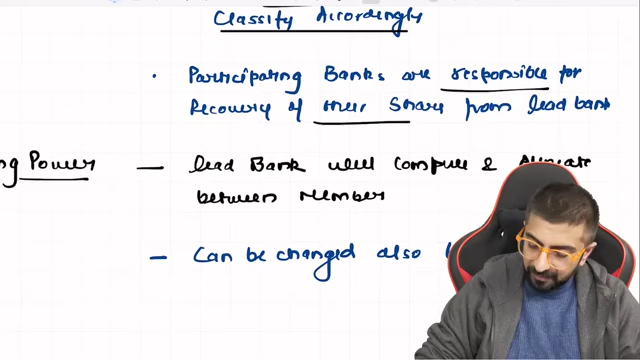 Classify Accordingly
• Participating Banks are responsible for
Recovery of their Share from lead bank
ng Power — lead Bank will Compute &
between Member
— Can be changed also